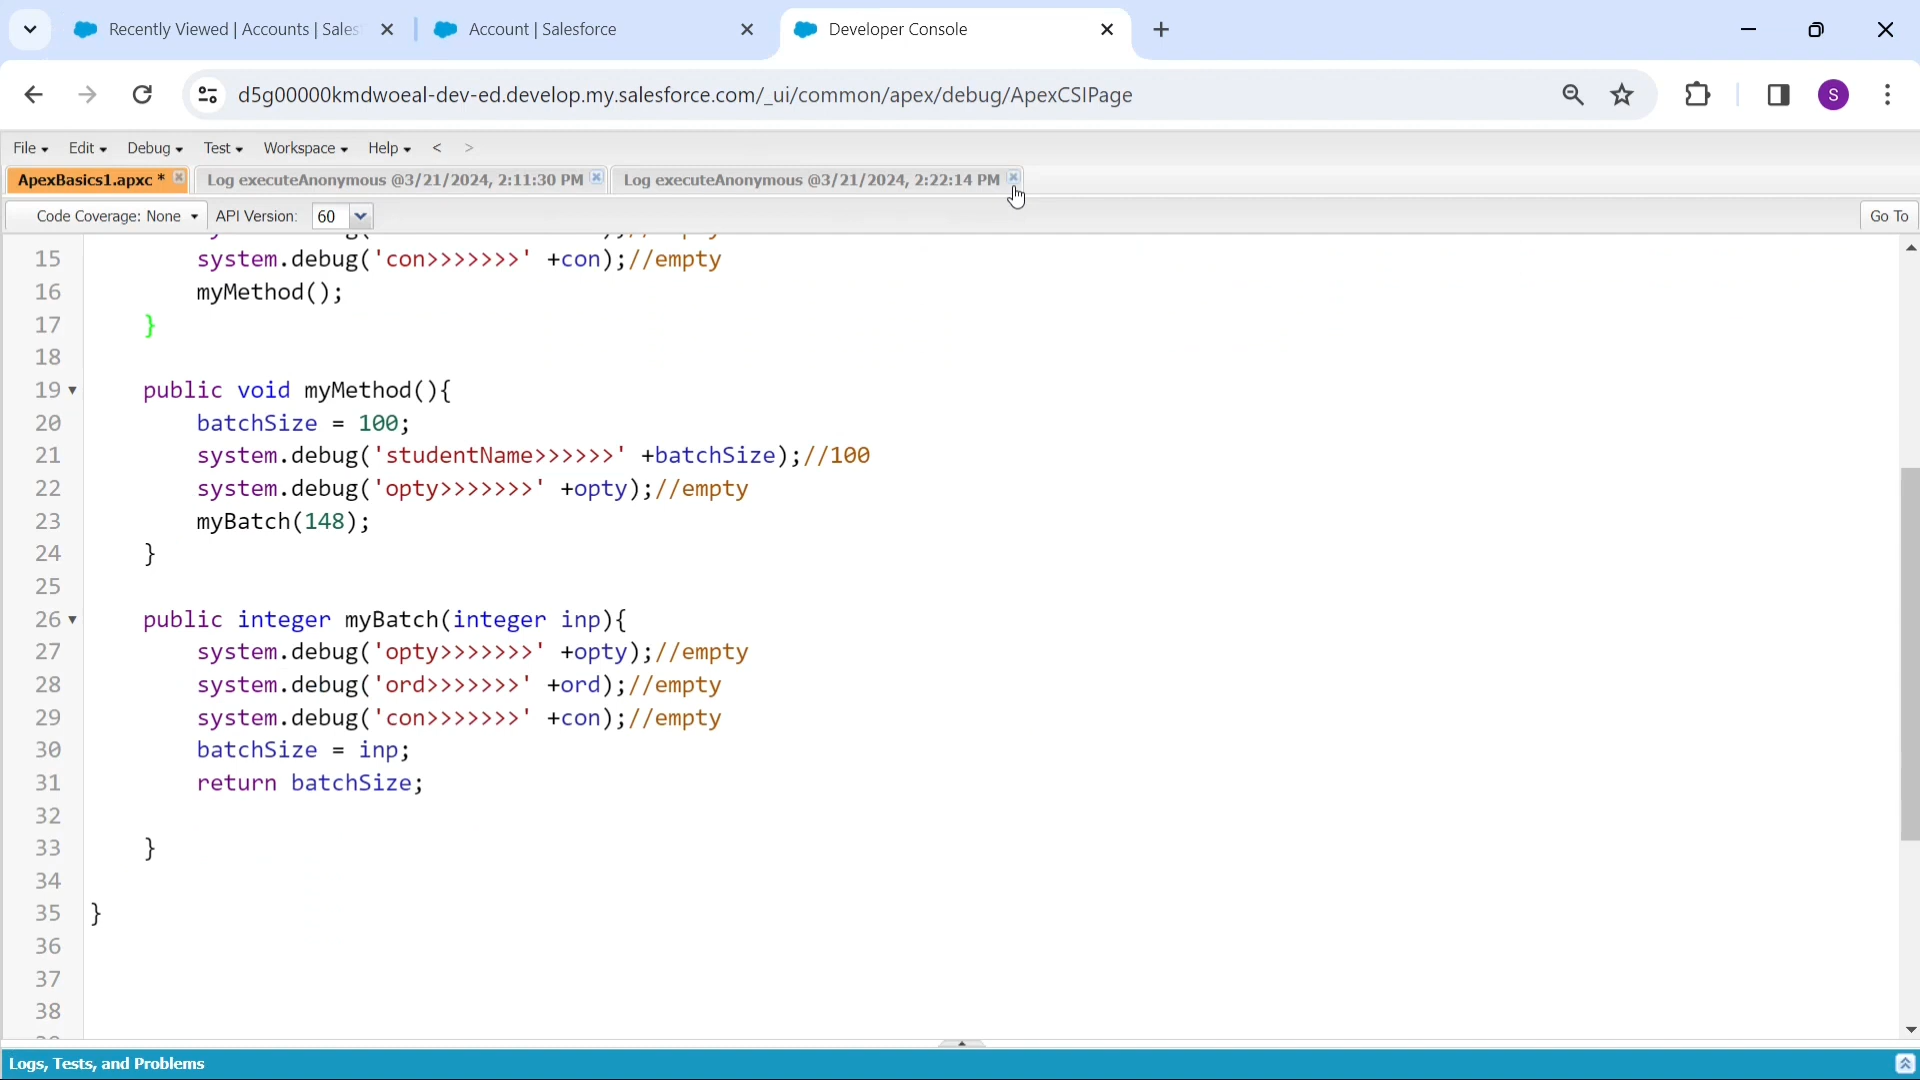 Recently Viewed | Accounts | Sales
Account | Salesforce
Developer Console
d5g00000kmdwoeal-dev-ed.develop.my.salesforce.com/_ui/common/apex/debug/ApexCSIPage
S
File Edit Debug Test Workspace Help < >
ApexBasics1.apxc * Log executeAnonymous @3/21/2024, 2:11:30 PM Log executeAnonymous @3/21/2024, 2:22:14 PM
Code Coverage: None API Version: 60 Go To
15 system.debug('con>>>>>>>' +con);//empty
16 myMethod();
17 }
18
19 public void myMethod(){
20 batchSize = 100;
21 system.debug('studentName>>>>>>' +batchSize);//100
22 system.debug('opty>>>>>>>' +opty);//empty
23 myBatch(148);
24 }
25
26 public integer myBatch(integer inp){
27 system.debug('opty>>>>>>>' +opty);//empty
28 system.debug('ord>>>>>>>' +ord);//empty
29 system.debug('con>>>>>>>' +con);//empty
30 batchSize = inp;
31 return batchSize;
32
33 }
34
35 }
36
37
38
Logs, Tests, and Problems